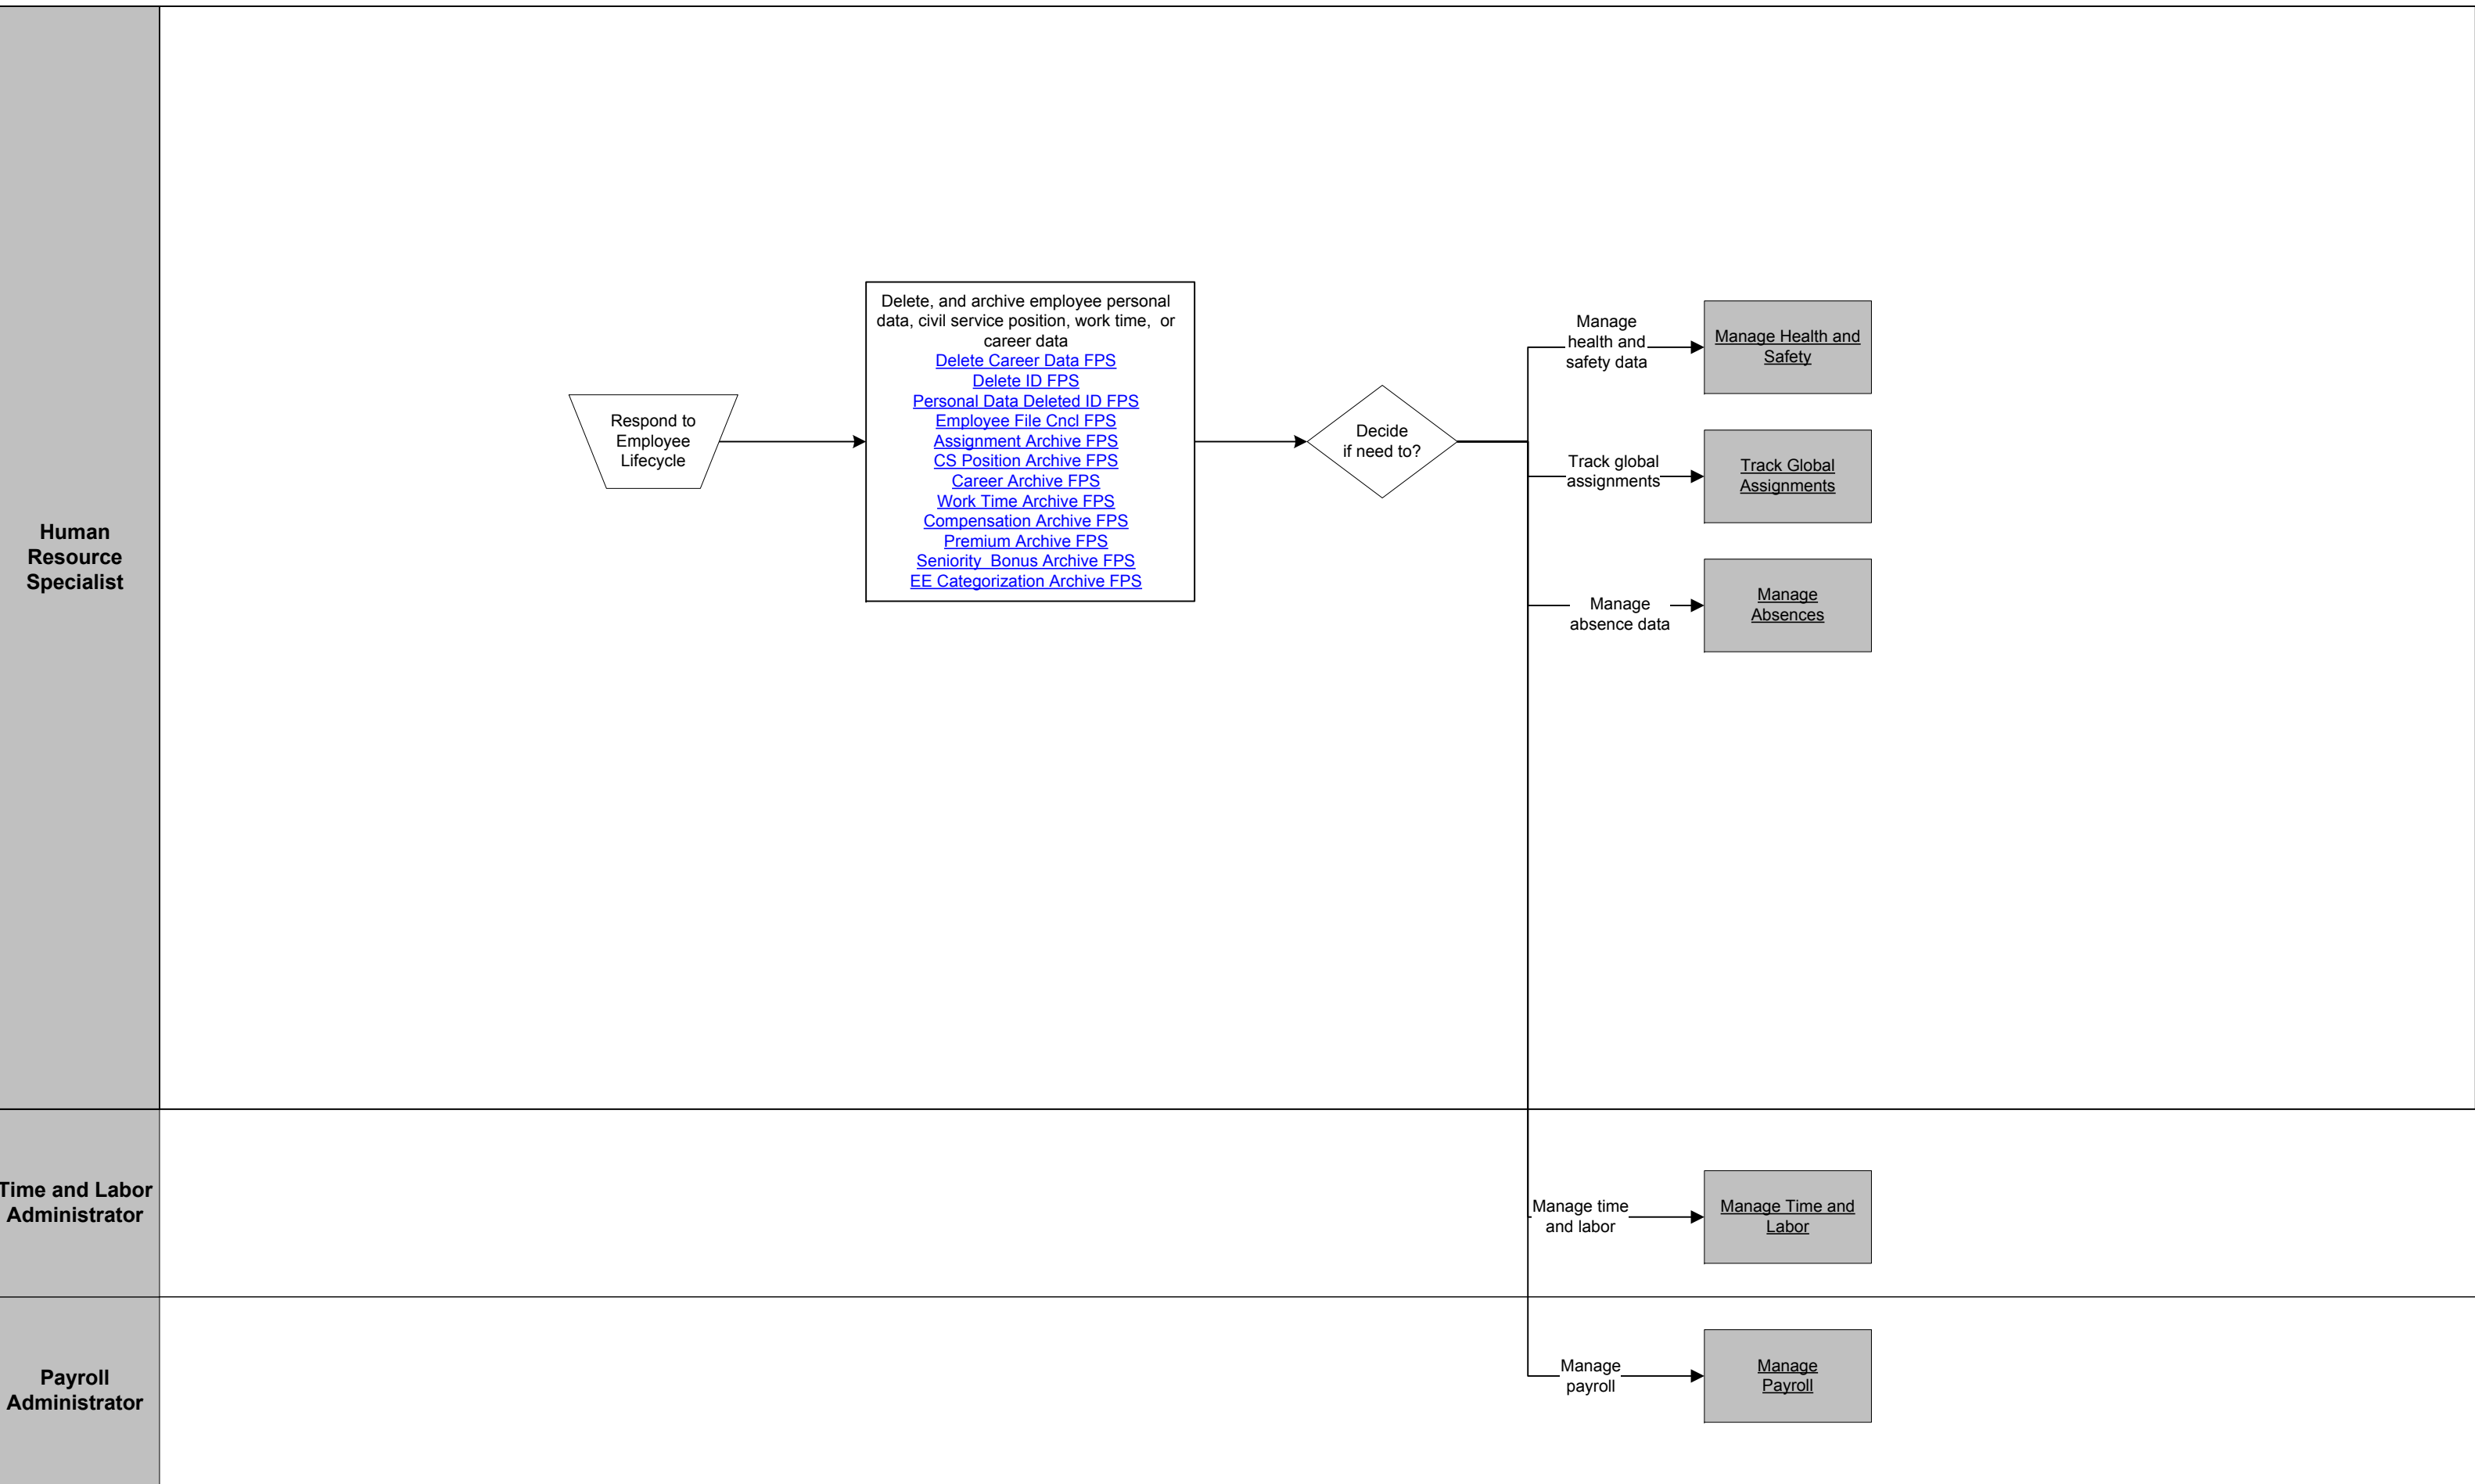 Human
Resource
Specialist
Respond to
Employee
Lifecycle
Delete, and archive employee personal
data, civil service position, work time,  or
career data
Delete Career Data FPS
Delete ID FPS
Personal Data Deleted ID FPS
Employee File Cncl FPS
Assignment Archive FPS
CS Position Archive FPS
Career Archive FPS
Work Time Archive FPS
Compensation Archive FPS
Premium Archive FPS
Seniority  Bonus Archive FPS
EE Categorization Archive FPS
Decide
if need to?
Manage
health and
safety data
Manage Health and
Safety
Track global
assignments
Track Global
Assignments
Manage
absence data
Manage
Absences
Time and Labor
Administrator
Manage time
and labor
Manage Time and
Labor
Payroll
Administrator
Manage
payroll
Manage
Payroll